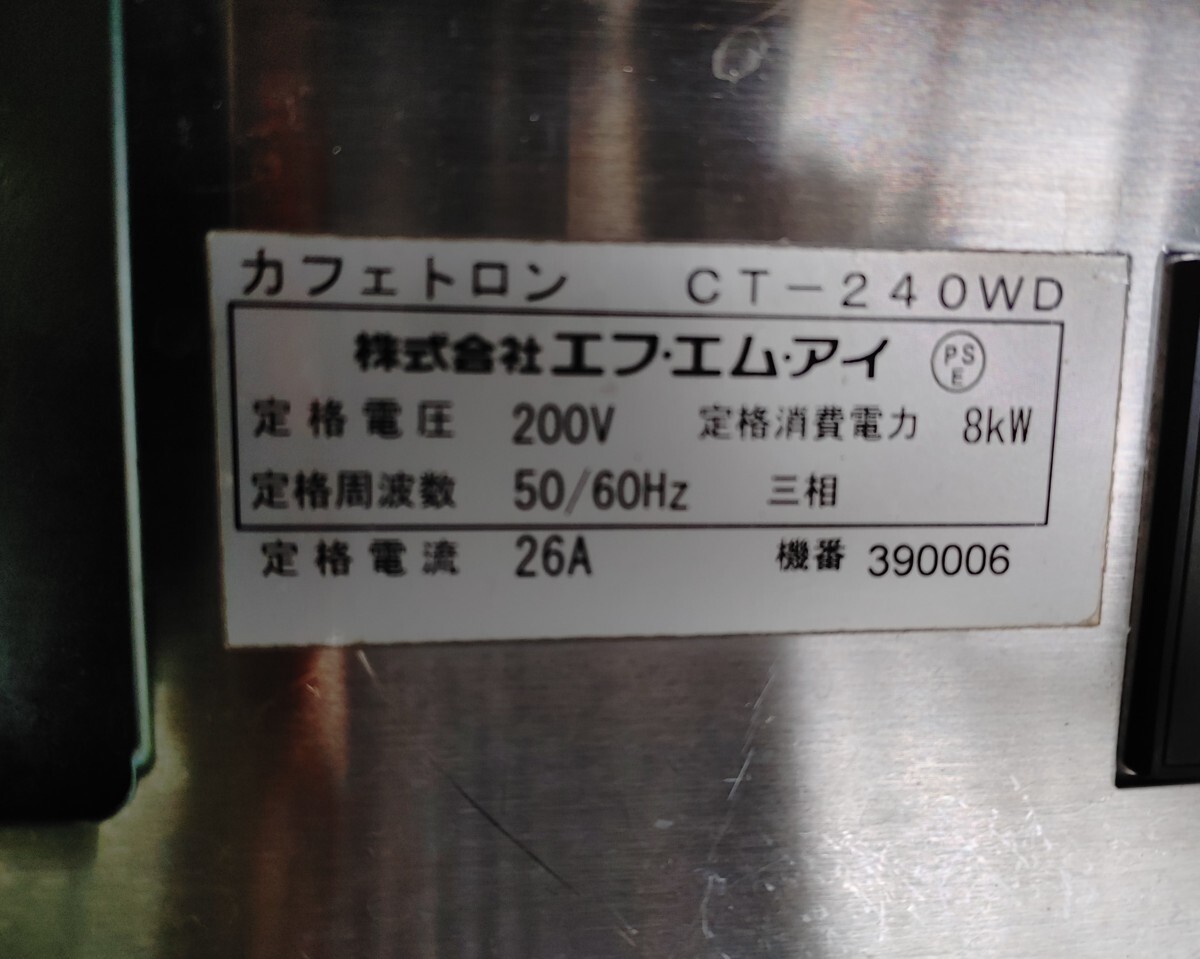 カフェトロン CT-240WD
株式会社エフ・エム・アイ PSE
定格電圧 200V 定格消費電力 8kW
定格周波数 50/60Hz 三相
定格電流 26A 機番 390006